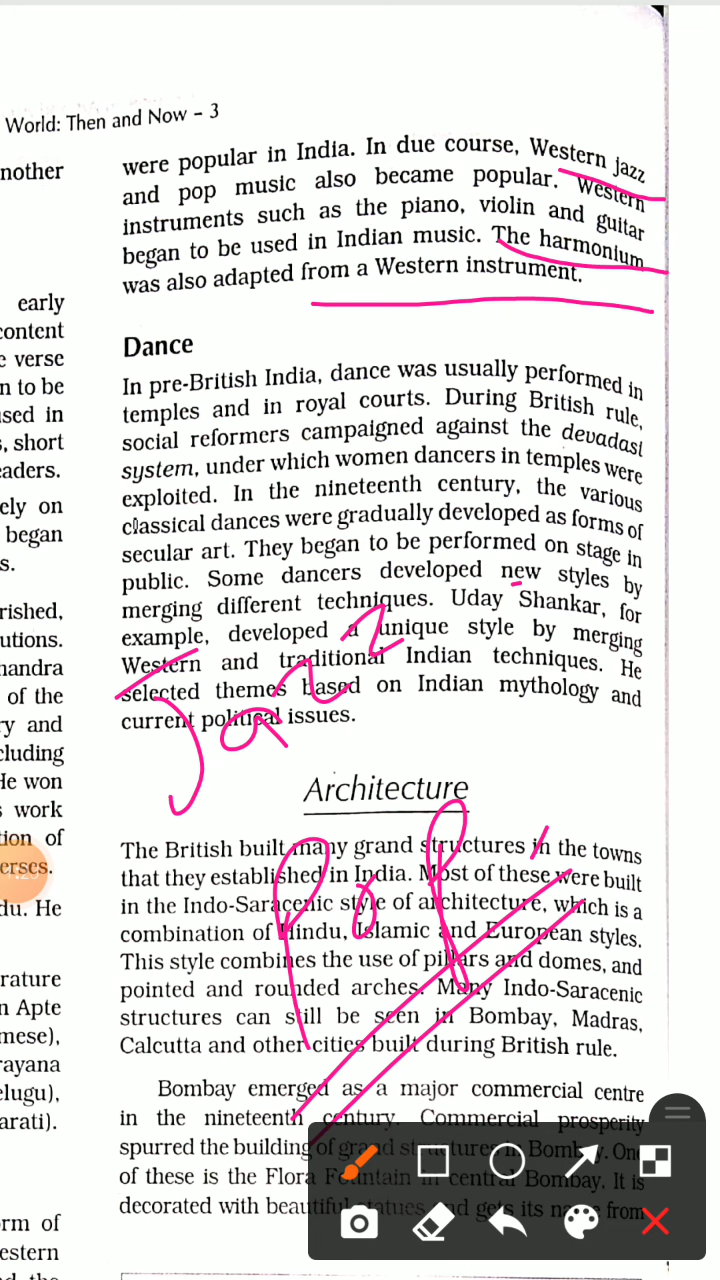 World: Then and Now – 3
nother
early
content
verse
n to be
used in
short
eaders.
ely on
began
s.
rished,
utions.
handra
of the
ry and
cluding
He won
work
tion of
verses.
du. He
rature
n Apte
mese),
rayana
elugu),
arati).
rm of
estern
were popular in India. In due course, Western jazz
and pop music also became popular. Western
instruments such as the piano, violin and guitar
began to be used in Indian music. The harmonium
was also adapted from a Western instrument.
Dance
In pre-British India, dance was usually performed in
temples and in royal courts. During British rule,
social reformers campaigned against the devadasi
system, under which women dancers in temples were
exploited. In the nineteenth century, the various
classical dances were gradually developed as forms of
secular art. They began to be performed on stage in
public. Some dancers developed new styles by
merging different techniques. Uday Shankar, for
example, developed a unique style by merging
Western and traditional Indian techniques. He
selected themes based on Indian mythology and
current political issues.
Jazz
Architecture
The British built many grand structures in the towns
that they established in India. Most of these were built
in the Indo-Saracenic style of architecture, which is a
combination of Hindu, Islamic and European styles.
This style combines the use of pillars and domes, and
pointed and rounded arches. Many Indo-Saracenic
structures can still be seen in Bombay, Madras,
Calcutta and other cities built during British rule.
PoP
Bombay emerged as a major commercial centre
in the nineteenth century. Commercial prosperity
spurred the building of grand structures in Bombay. One
of these is the Flora Fountain in central Bombay. It is
decorated with beautiful statues and gets its name from